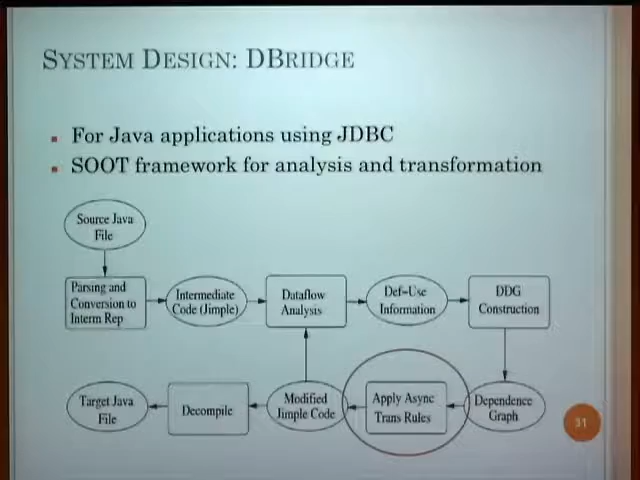 SYSTEM DESIGN: DBRIDGE
For Java applications using JDBC
SOOT framework for analysis and transformation
Source Java
File
Parsing and
Conversion to
Interm Rep
Intermediate
Code (Jimple)
Dataflow
Analysis
Def-Use
Information
DDG
Construction
Target Java
File
Decompile
Modified
Jimple Code
Apply Async
Trans Rules
Dependence
Graph
31